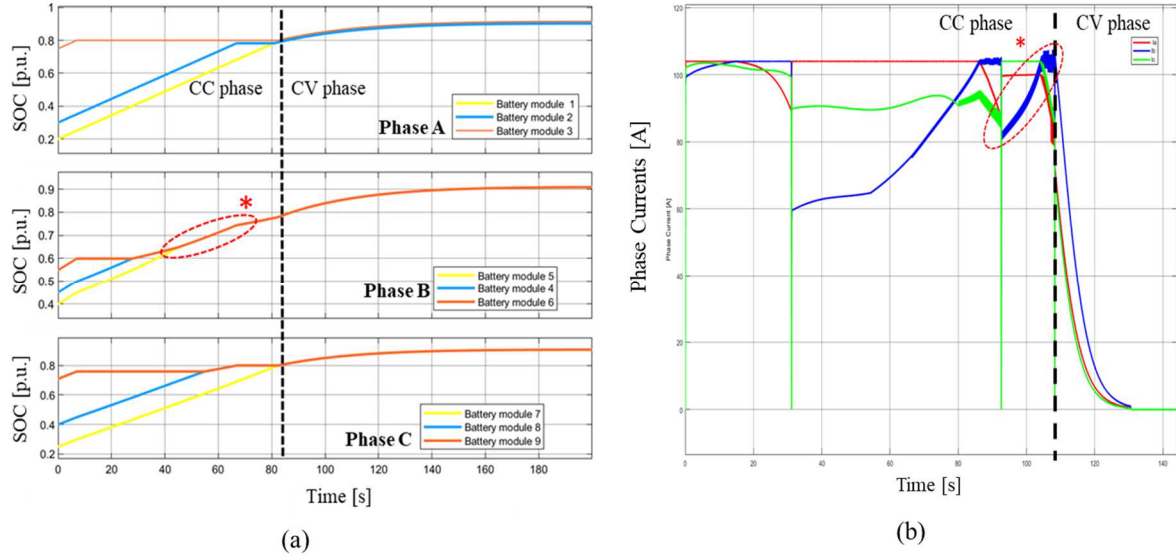 SOC [p.u.]
1
0.8
0.6
0.4
0.2
CC phase
CV phase
Battery module 1
Battery module 2
Battery module 3
Phase A
SOC [p.u.]
0.9
0.8
0.7
0.6
0.5
0.4
*
Battery module 5
Battery module 4
Battery module 6
Phase B
SOC [p.u.]
0.8
0.6
0.4
0.2
Battery module 7
Battery module 8
Battery module 9
Phase C
0 20 40 60 80 100 120 140 160 180
Time [s]
(a)
Phase Currents [A]
Phase Current [A]
120
100
80
60
40
20
0
CC phase
CV phase
*
Ia
Ib
Ic
0 20 40 60 80 100 120 140
Time [s]
(b)